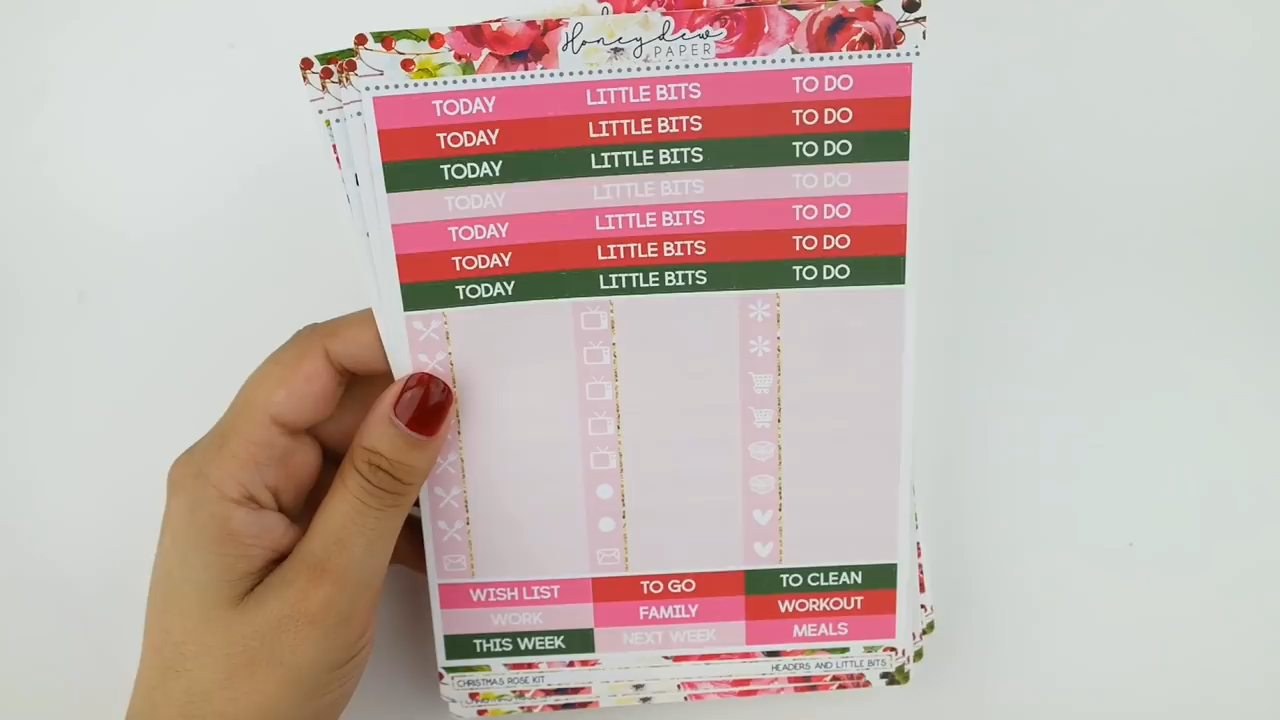 Honeydew
PAPER
TODAY LITTLE BITS TO DO
TODAY LITTLE BITS TO DO
TODAY LITTLE BITS TO DO
TODAY LITTLE BITS TO DO
TODAY LITTLE BITS TO DO
TODAY LITTLE BITS TO DO
TODAY LITTLE BITS TO DO
WISH LIST TO GO TO CLEAN
WORK FAMILY WORKOUT
THIS WEEK NEXT WEEK MEALS
CHRISTMAS ROSE KIT HEADERS AND LITTLE BITS